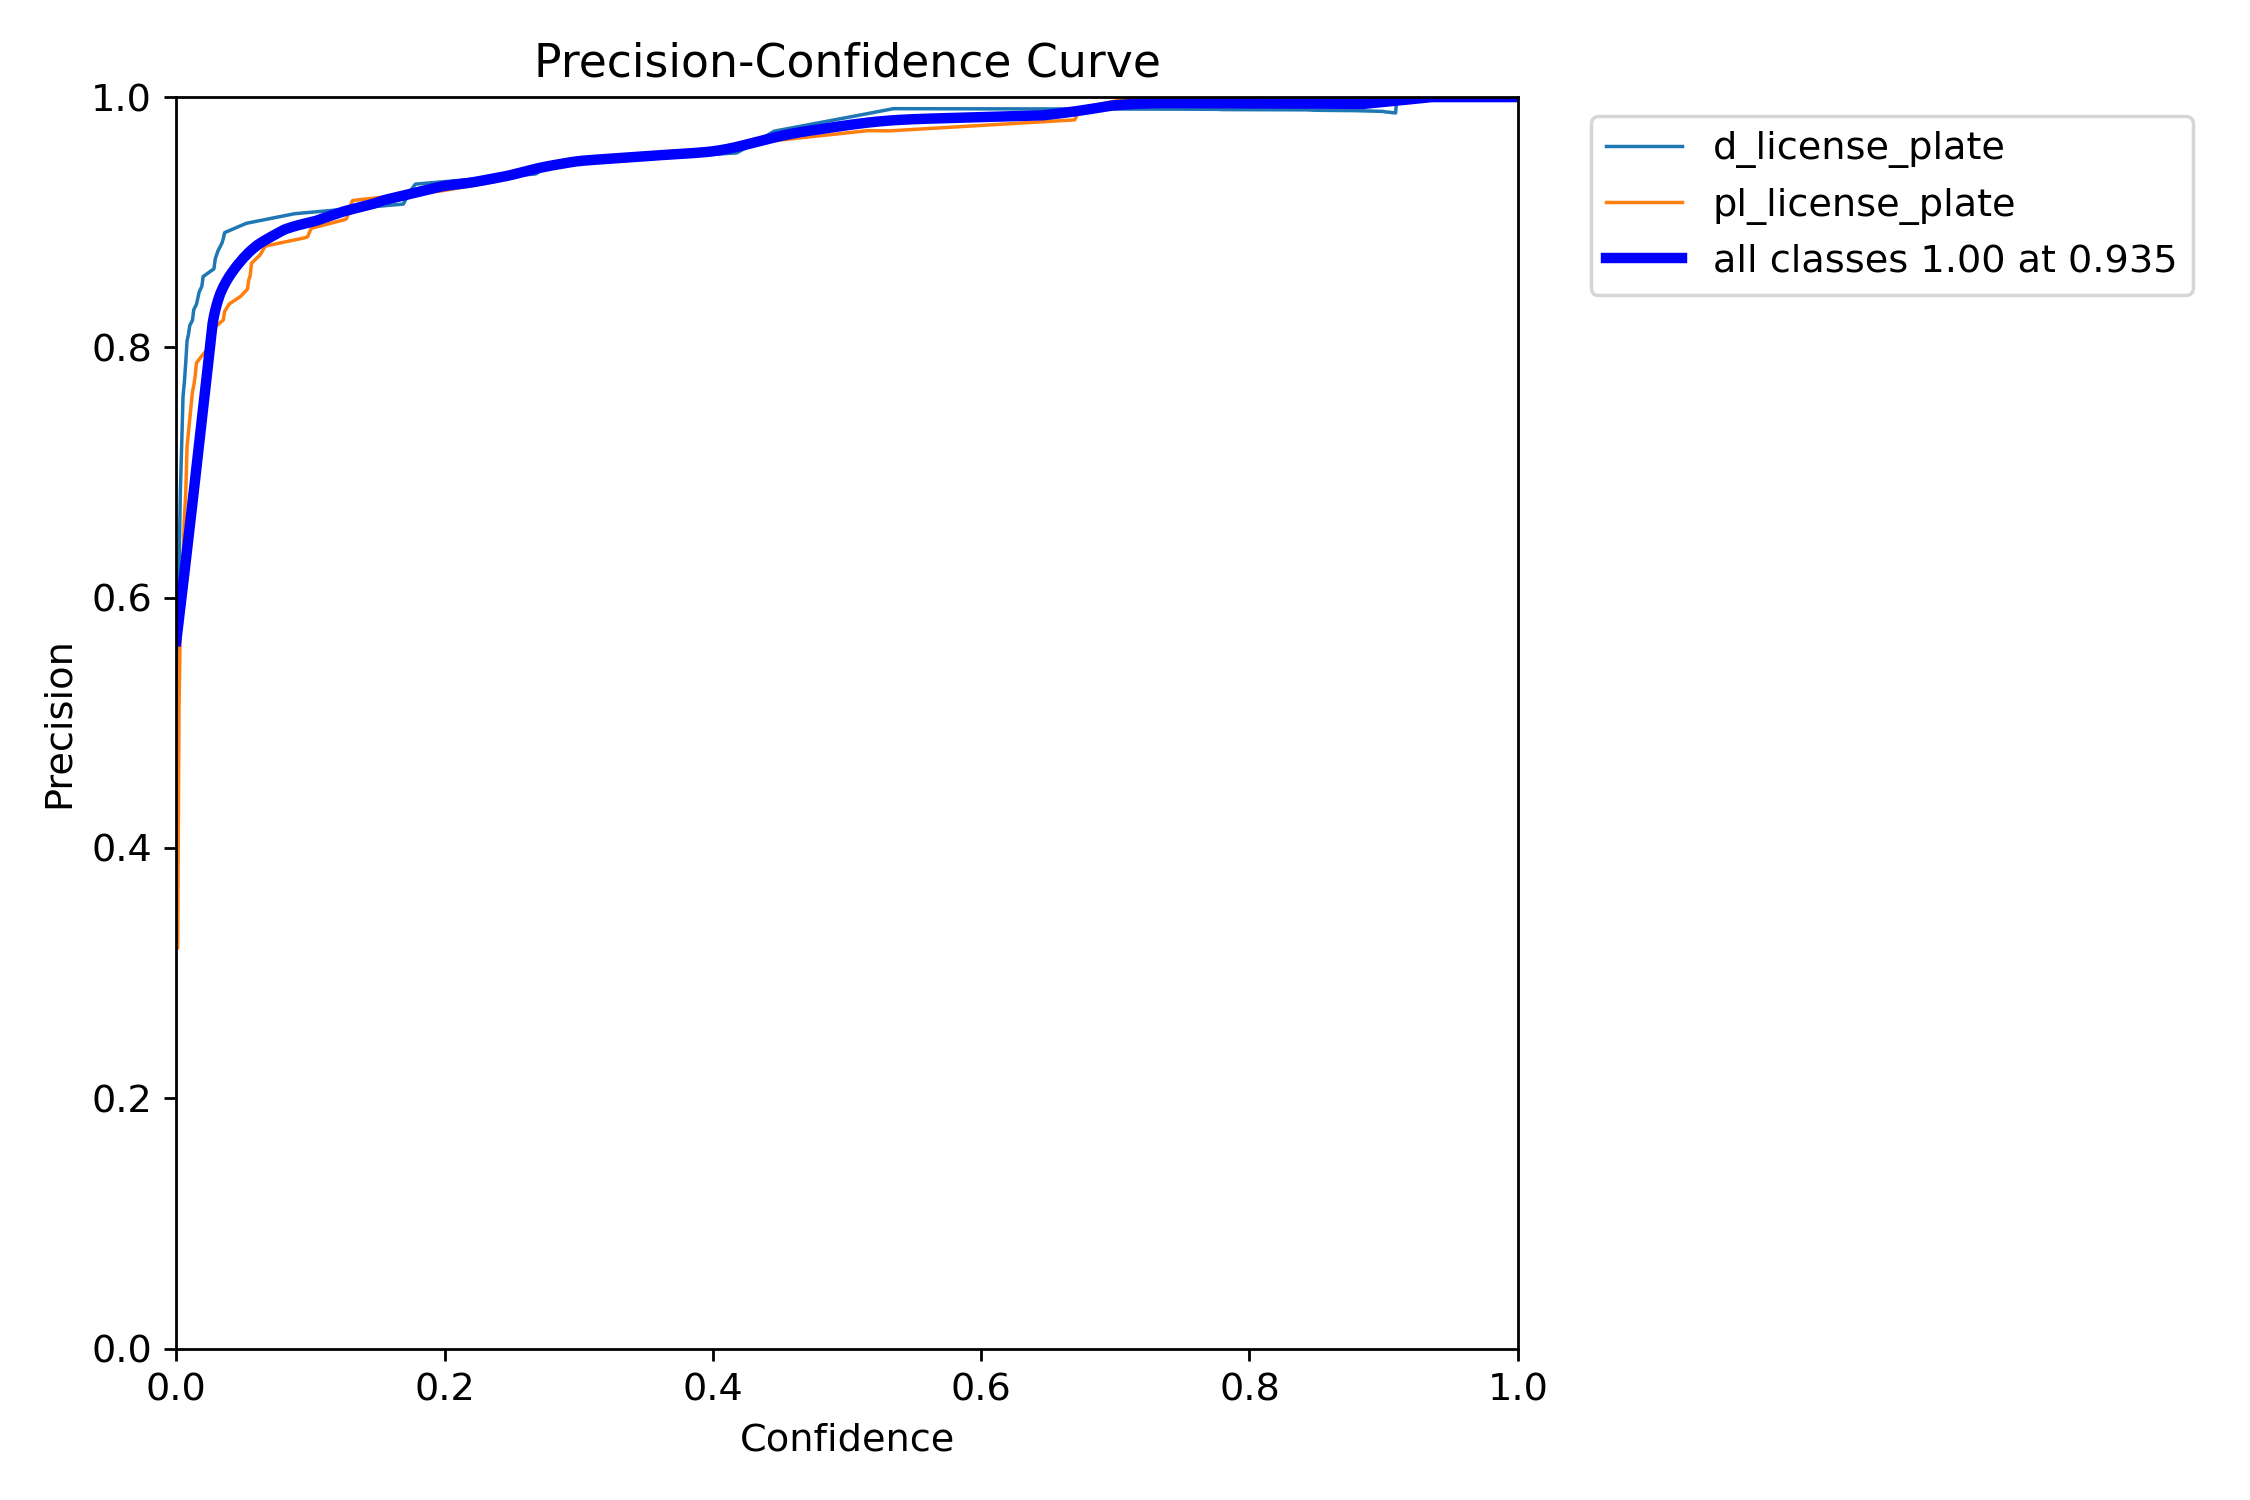 Precision-Confidence Curve
1.0
0.8
0.6
0.4
0.2
0.0
Precision
0.0 0.2 0.4 0.6 0.8 1.0
Confidence
d_license_plate
pl_license_plate
all classes 1.00 at 0.935